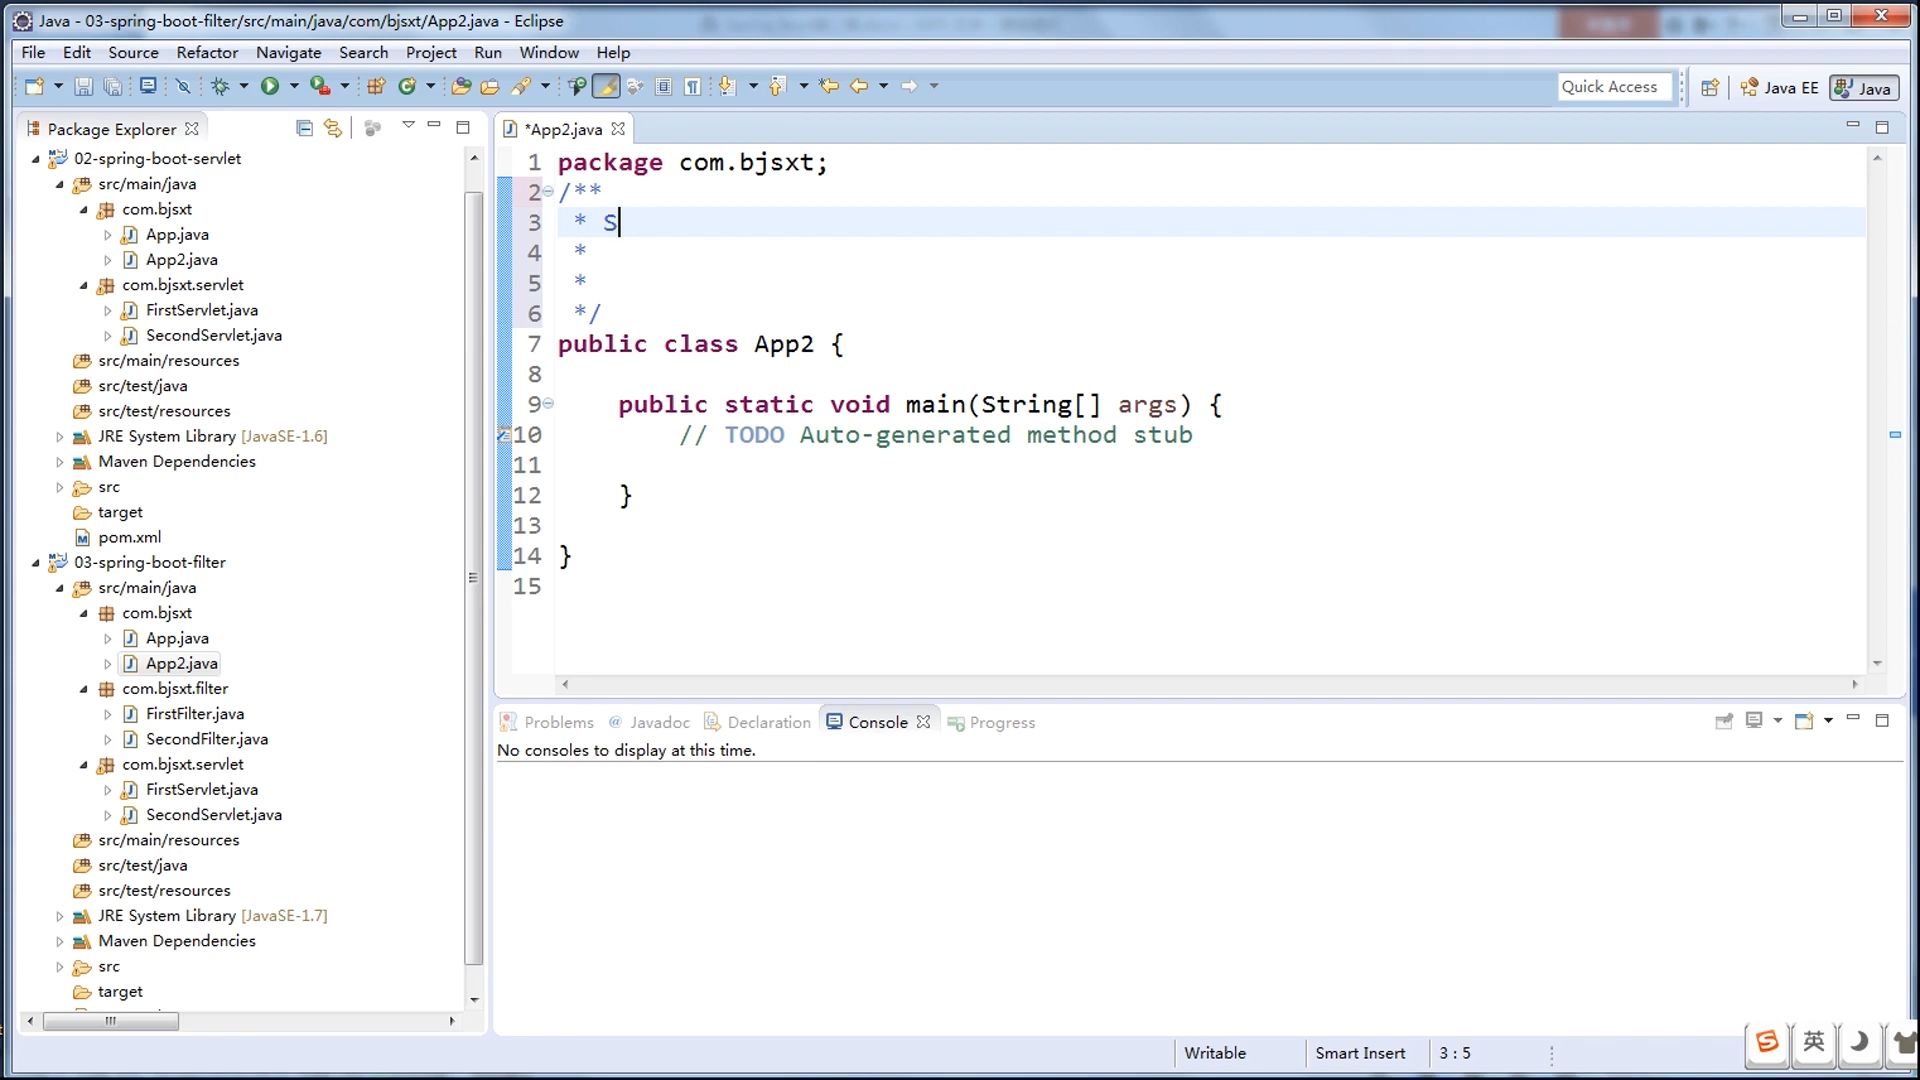 Java - 03-spring-boot-filter/src/main/java/com/bjsxt/App2.java - Eclipse
File Edit Source Refactor Navigate Search Project Run Window Help
Quick Access
Java EE
Java
Package Explorer
02-spring-boot-servlet
src/main/java
com.bjsxt
App.java
App2.java
com.bjsxt.servlet
FirstServlet.java
SecondServlet.java
src/main/resources
src/test/java
src/test/resources
JRE System Library [JavaSE-1.6]
Maven Dependencies
src
target
pom.xml
03-spring-boot-filter
src/main/java
com.bjsxt
App.java
App2.java
com.bjsxt.filter
FirstFilter.java
SecondFilter.java
com.bjsxt.servlet
FirstServlet.java
SecondServlet.java
src/main/resources
src/test/java
src/test/resources
JRE System Library [JavaSE-1.7]
Maven Dependencies
src
target
*App2.java
1 package com.bjsxt;
2 /**
3 * S
4 *
5 *
6 */
7 public class App2 {
8
9 public static void main(String[] args) {
10 // TODO Auto-generated method stub
11
12 }
13
14 }
15
Problems @ Javadoc Declaration Console Progress
No consoles to display at this time.
Writable Smart Insert 3 : 5
S 英